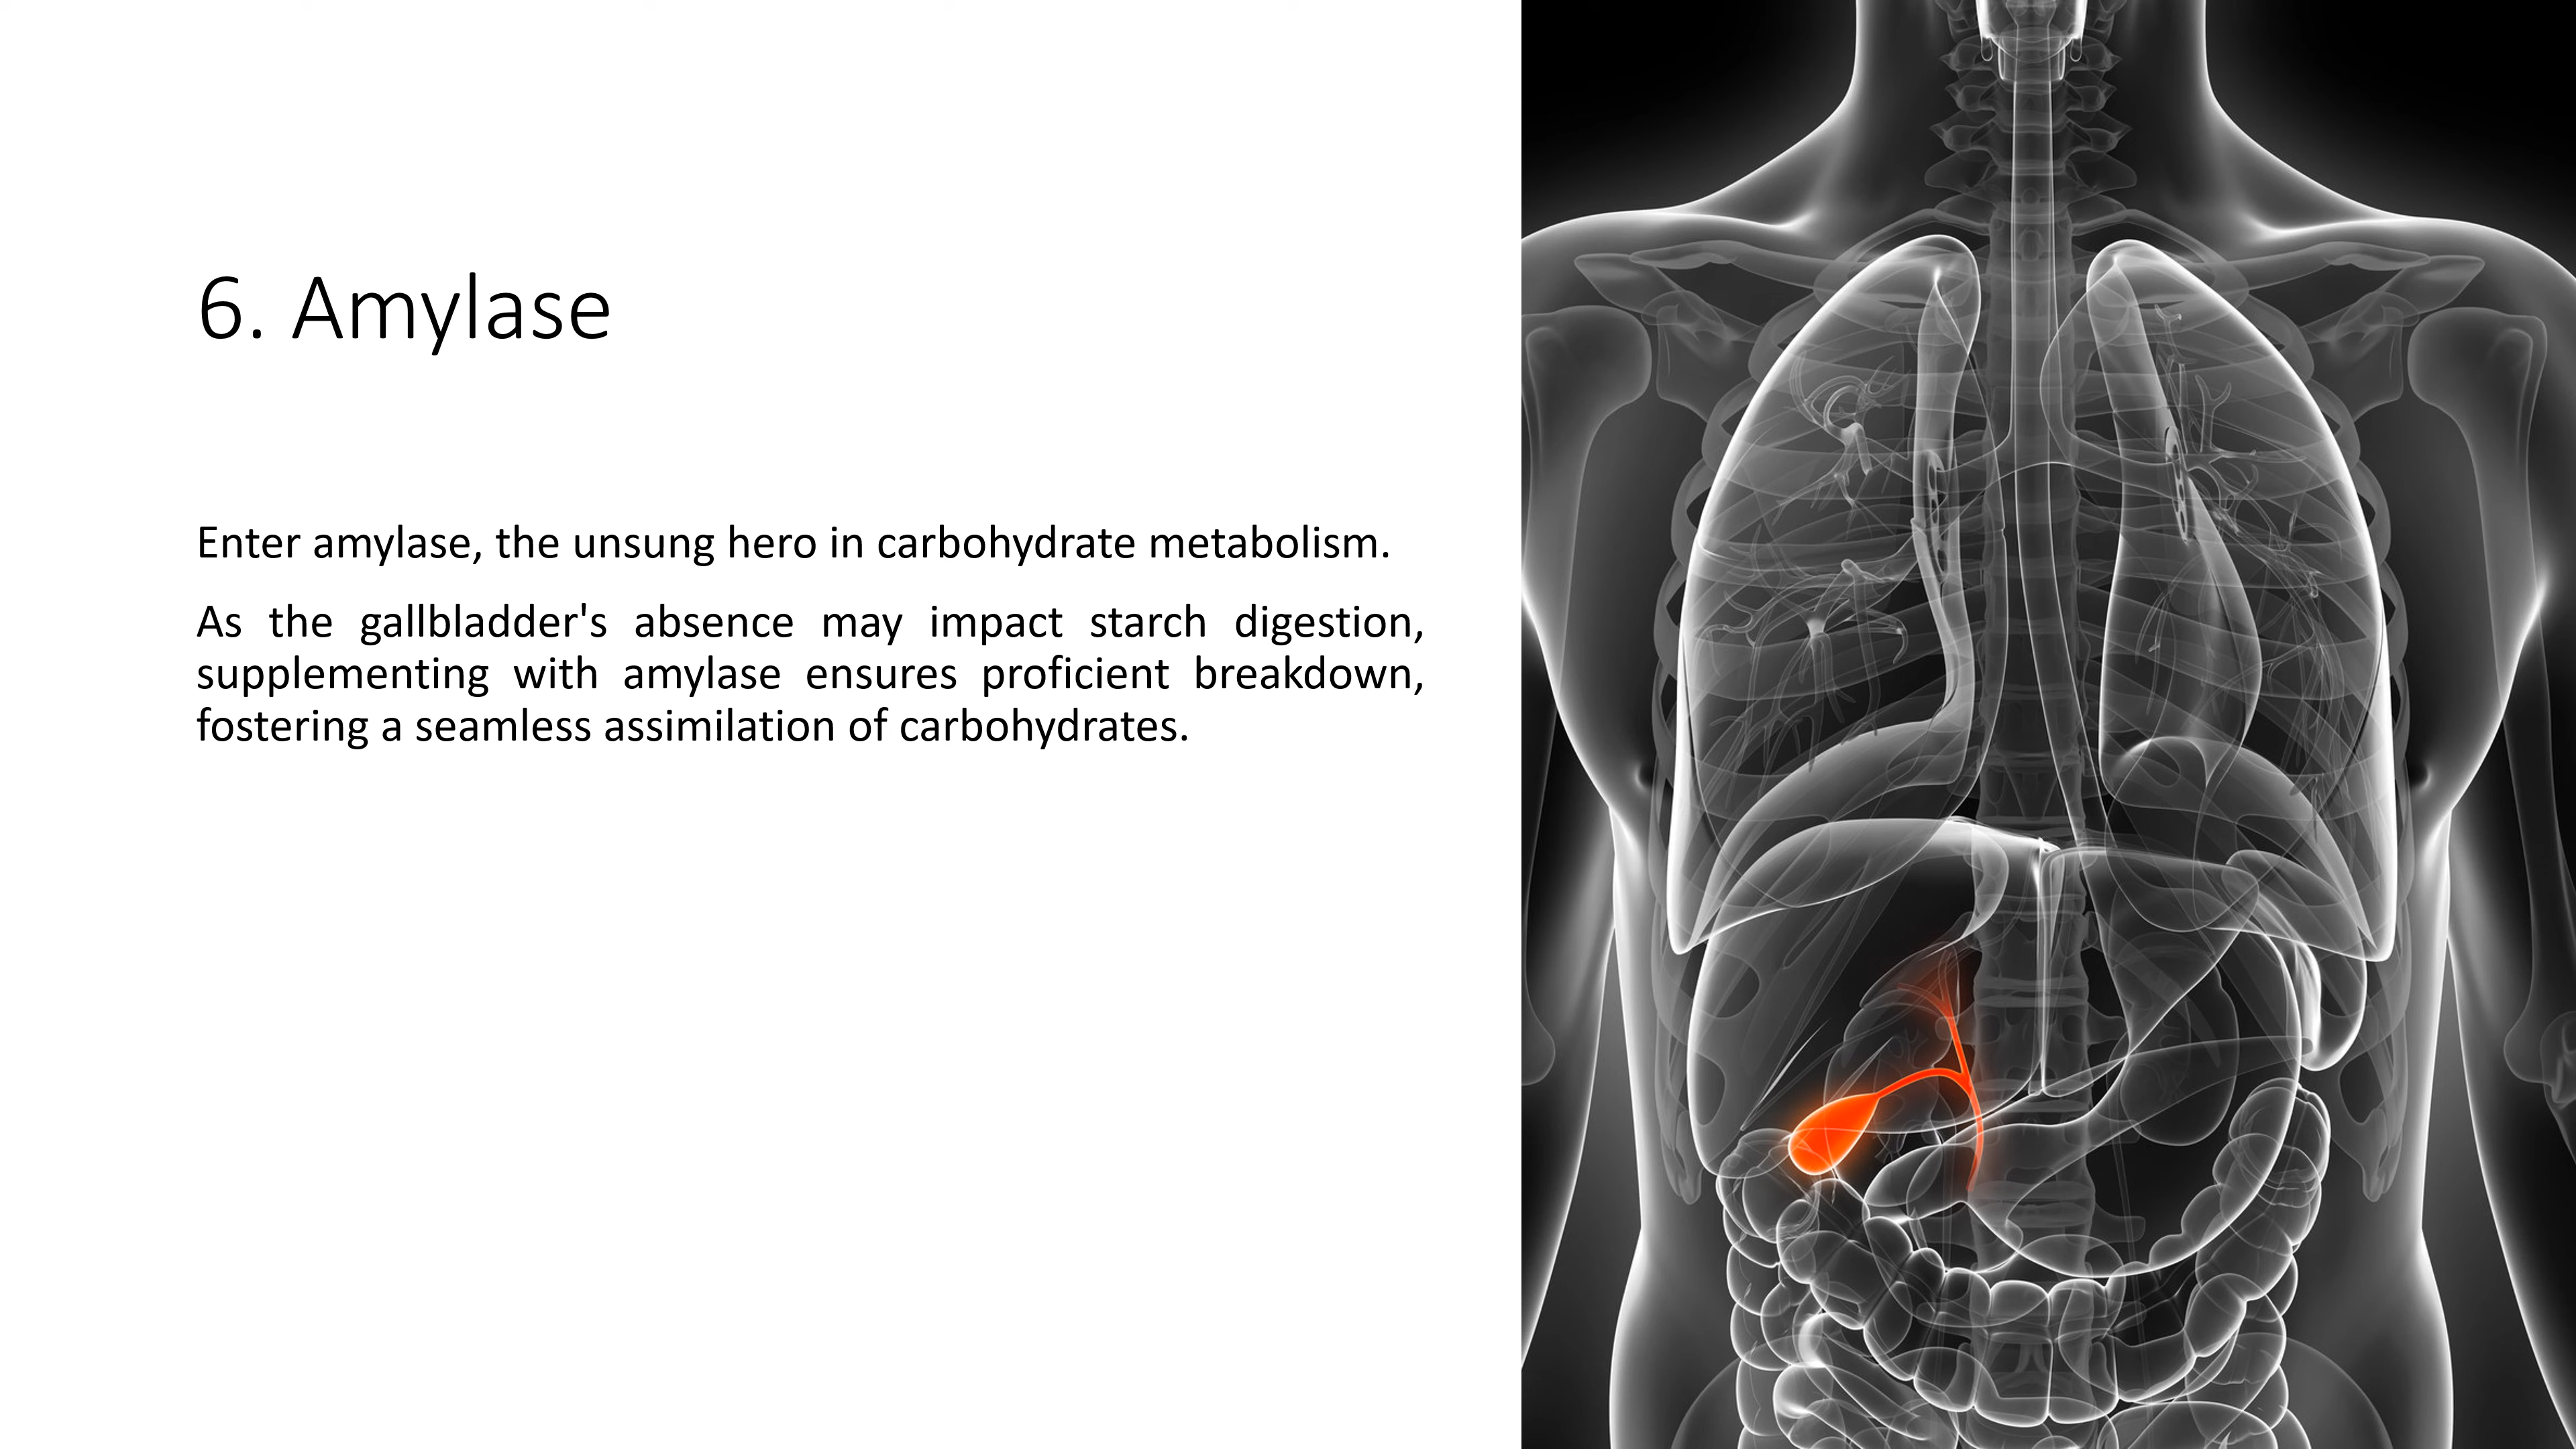 6. Amylase
Enter amylase, the unsung hero in carbohydrate metabolism.
As the gallbladder's absence may impact starch digestion,
supplementing with amylase ensures proficient breakdown,
fostering a seamless assimilation of carbohydrates.